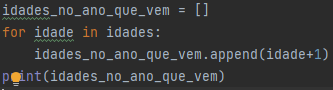 idades_no_ano_que_vem = []
for idade in idades:
    idades_no_ano_que_vem.append(idade+1)
print(idades_no_ano_que_vem)